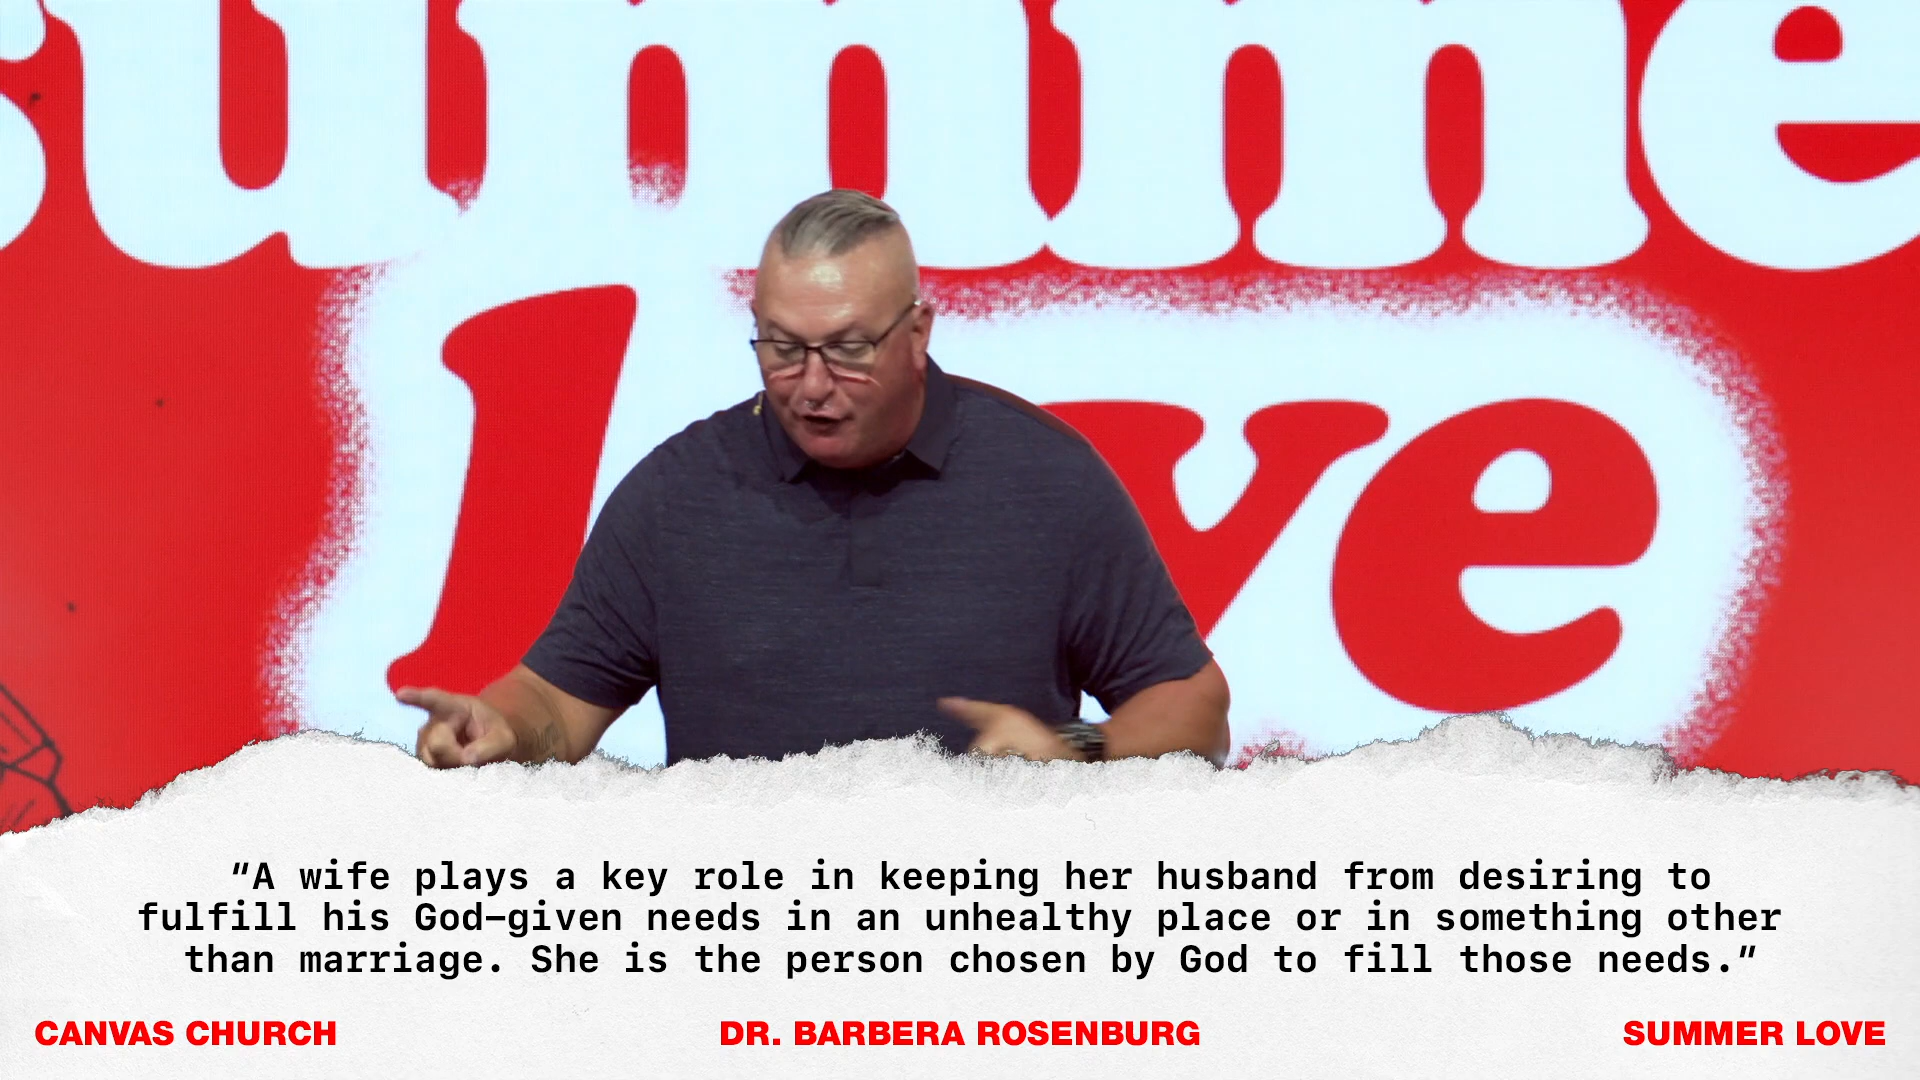 summe
love
"A wife plays a key role in keeping her husband from desiring to
fulfill his God-given needs in an unhealthy place or in something other
than marriage. She is the person chosen by God to fill those needs."
CANVAS CHURCH
DR. BARBERA ROSENBURG
SUMMER LOVE